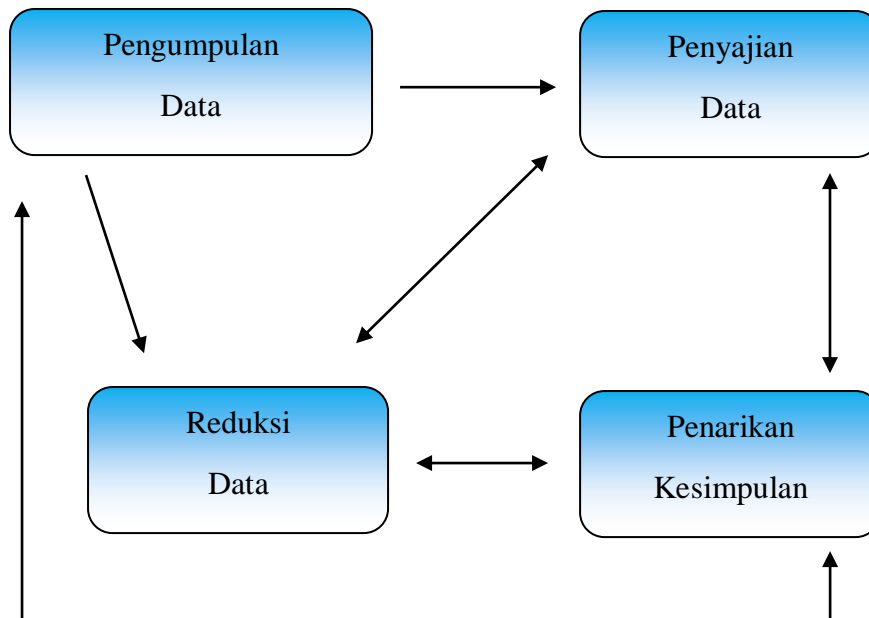 Pengumpulan
Data
Penyajian
Data
Reduksi
Data
Penarikan
Kesimpulan